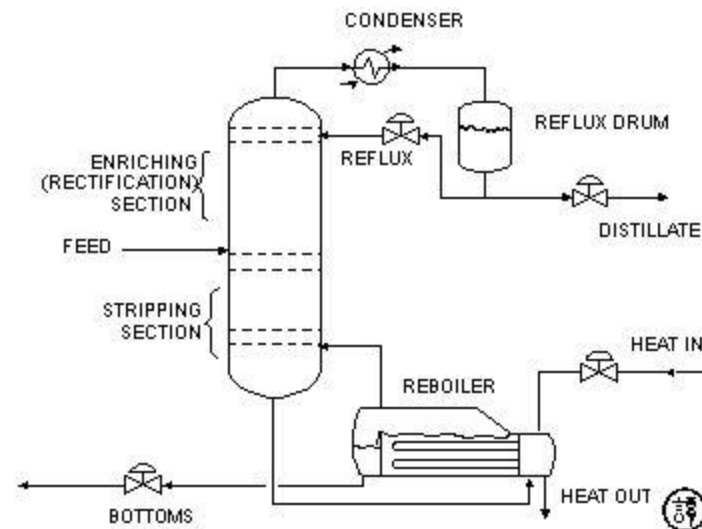 CONDENSER
REFLUX DRUM
ENRICHING
(RECTIFICATION)
SECTION
REFLUX
DISTILLATE
FEED
STRIPPING
SECTION
HEAT IN
REBOILER
HEAT OUT
BOTTOMS